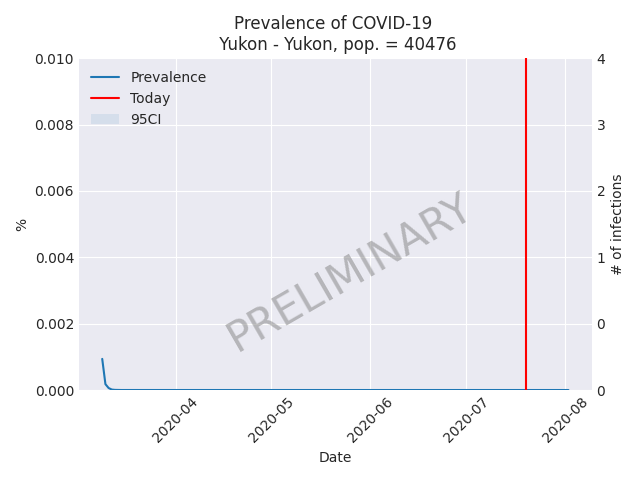 Prevalence of COVID-19
Yukon - Yukon, pop. = 40476
0.010
0.008
0.006
0.004
0.002
0.000
%
Prevalence
Today
95CI
PRELIMINARY
4
3
2
1
0
0
# of infections
2020-04
2020-05
2020-06
2020-07
2020-08
Date